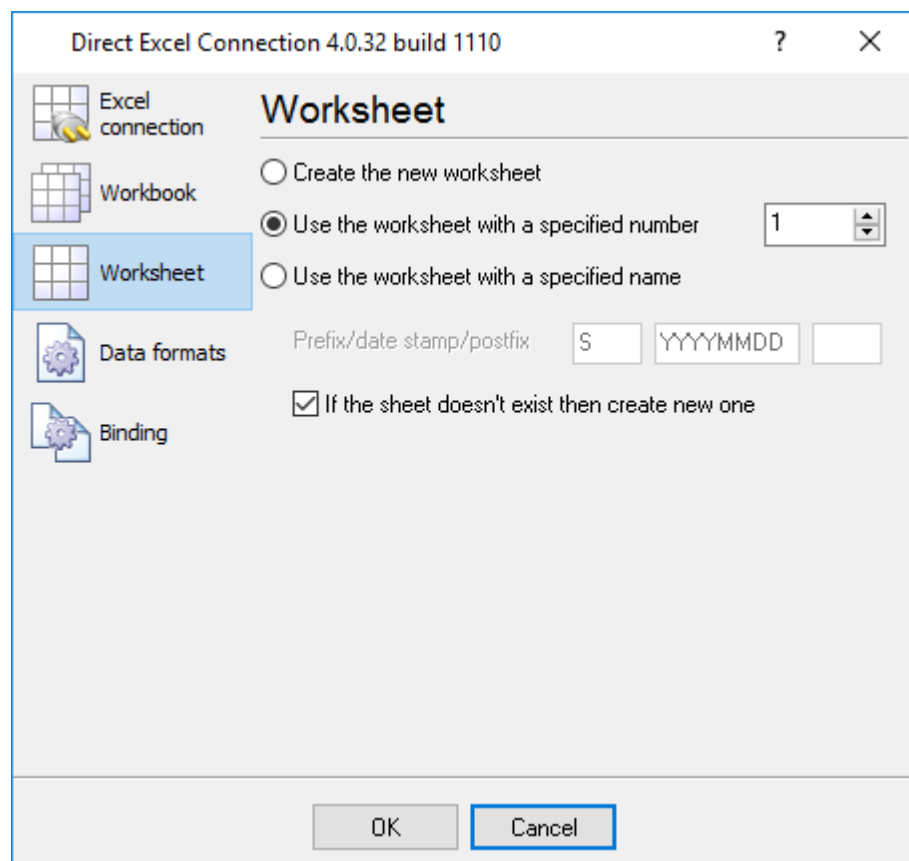 Direct Excel Connection 4.0.32 build 1110 ?
Excel
connection
Workbook
Worksheet
Data formats
Binding
Worksheet
Create the new worksheet
Use the worksheet with a specified number 1
Use the worksheet with a specified name
Prefix/date stamp/postfix S YYYYMMDD
If the sheet doesn't exist then create new one
OK Cancel